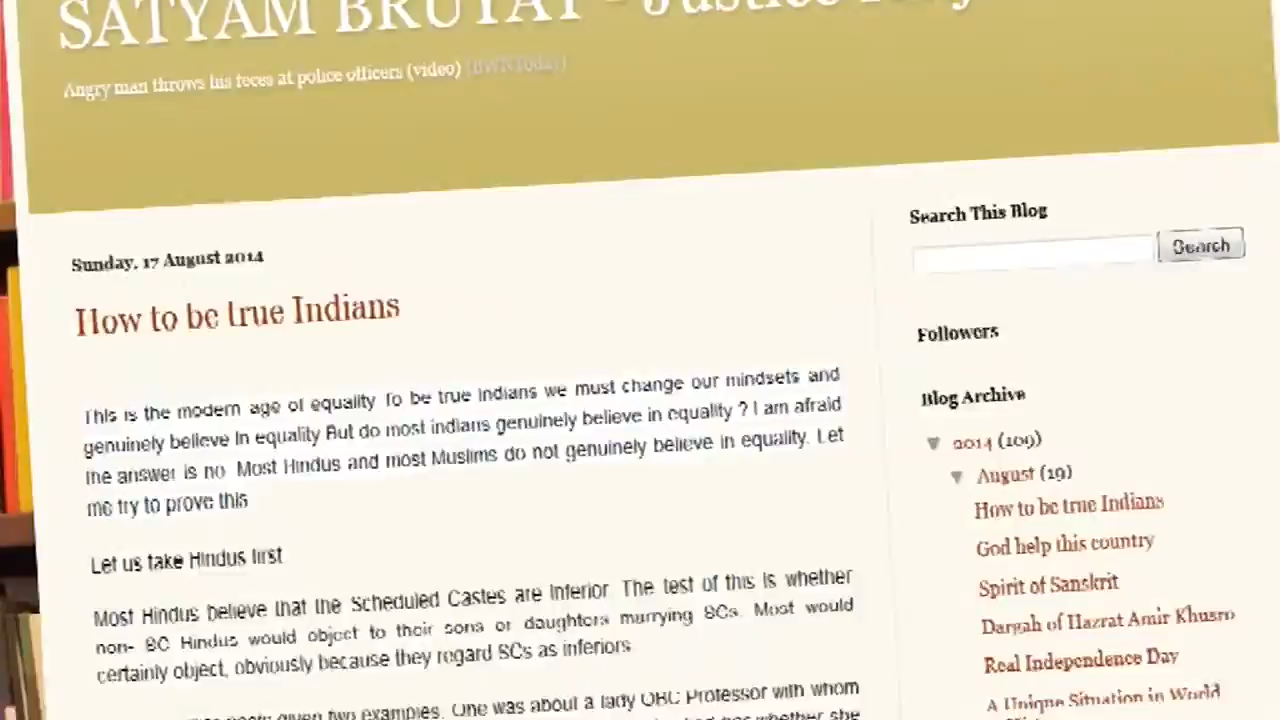 SATYAM BRUYAT - Justice
Angry man throws his feces at police officers (video)
Sunday, 17 August 2014
How to be true Indians
This is the modern age of equality To be true Indians we must change our mindsets and
genuinely believe in equality But do most indians genuinely believe in equality ? I am afraid
the answer is no Most Hindus and most Muslims do not genuinely believe in equality. Let
me try to prove this
Let us take Hindus first
Most Hindus believe that the Scheduled Castes are inferior The test of this is whether
non- SC Hindus would object to their sons or daughters marrying SCs. Most would
certainly object, obviously because they regard SCs as inferiors
given two examples. One was about a lady OBC Professor with whom
whether she
Search This Blog
Search
Followers
Blog Archive
▼ 2014 (109)
▼ August (19)
How to be true Indians
God help this country
Spirit of Sanskrit
Dargah of Hazrat Amir Khusro
Real Independence Day
A Unique Situation in World